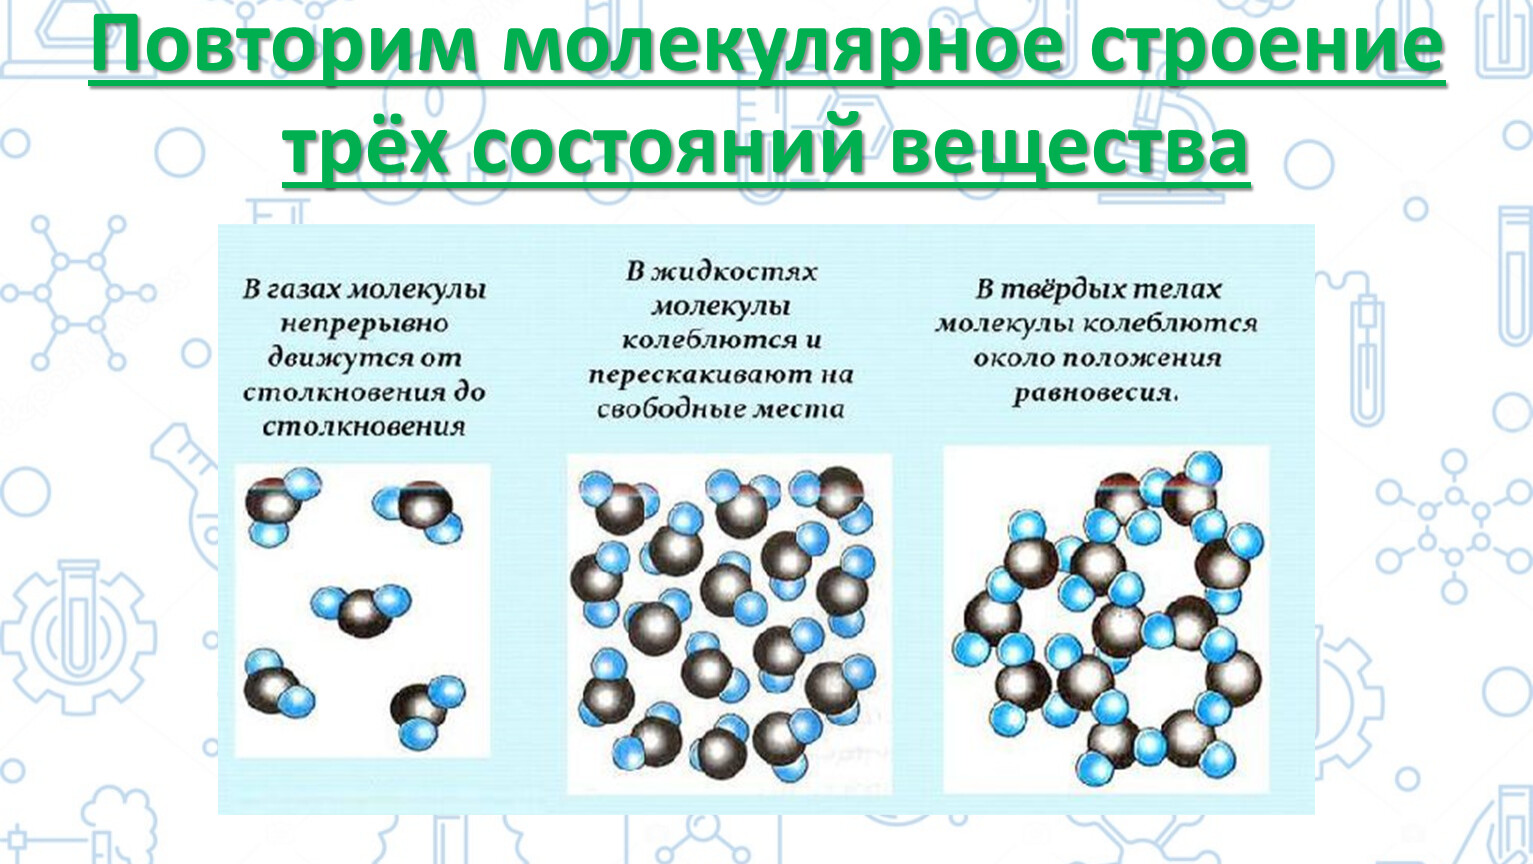 Повторим молекулярное строение
трёх состояний вещества
В газах молекулы
непрерывно
движутся от
столкновения до
столкновения
В жидкостях
молекулы
колеблются и
перескакивают на
свободные места
В твёрдых телах
молекулы колеблются
около положения
равновесия.